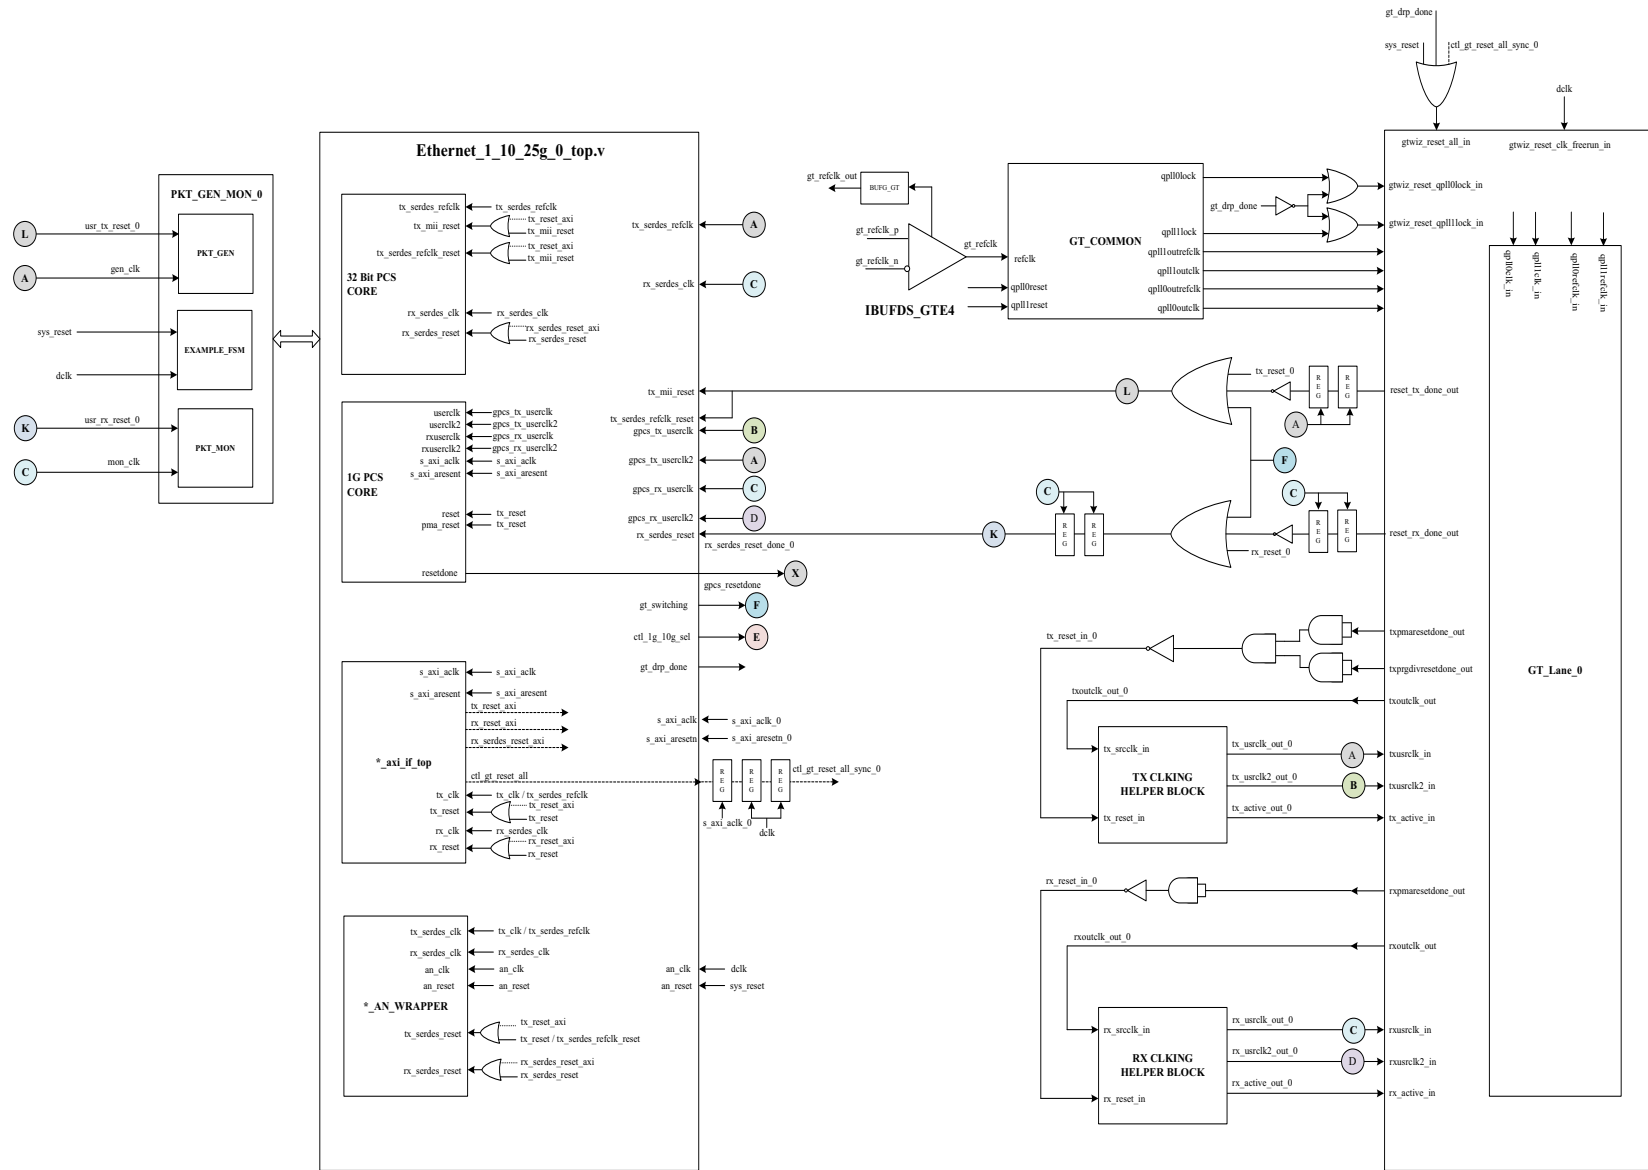 gt_drp_done
sys_reset
ctl_gt_reset_all_sync_0
dclk
gtwiz_reset_all_in
gtwiz_reset_clk_freerun_in
PKT_GEN_MON_0
L
usr_tx_reset_0
A
gen_clk
PKT_GEN
sys_reset
EXAMPLE_FSM
dclk
K
usr_rx_reset_0
PKT_MON
C
mon_clk
Ethernet_1_10_25g_0_top.v
32 Bit PCS
CORE
tx_serdes_refclk
tx_serdes_refclk
tx_mii_reset
tx_reset_axi
tx_mii_reset
tx_serdes_refclk_reset
tx_reset_axi
tx_mii_reset
rx_serdes_clk
rx_serdes_clk
rx_serdes_reset
rx_serdes_reset_axi
rx_serdes_reset
1G PCS
CORE
userclk
gpcs_tx_userclk
userclk2
gpcs_tx_userclk2
rxuserclk
gpcs_rx_userclk
rxuserclk2
gpcs_rx_userclk2
s_axi_aclk
s_axi_aclk
s_axi_aresent
s_axi_aresent
reset
tx_reset
pma_reset
tx_reset
resetdone
*_axi_if_top
s_axi_aclk
s_axi_aclk
s_axi_aresent
s_axi_aresent
tx_reset_axi
rx_reset_axi
rx_serdes_reset_axi
ctl_gt_reset_all
tx_clk
tx_clk / tx_serdes_refclk
tx_reset
tx_reset_axi
tx_reset
rx_clk
rx_serdes_clk
rx_reset
rx_reset_axi
rx_reset
*_AN_WRAPPER
tx_serdes_clk
tx_clk / tx_serdes_refclk
rx_serdes_clk
rx_serdes_clk
an_clk
an_clk
an_reset
an_reset
tx_serdes_reset
tx_reset_axi
tx_reset / tx_serdes_refclk_reset
rx_serdes_reset
rx_serdes_reset_axi
rx_serdes_reset
tx_serdes_refclk
A
rx_serdes_clk
C
tx_mii_reset
tx_serdes_refclk_reset
gpcs_tx_userclk
B
gpcs_tx_userclk2
A
gpcs_rx_userclk
C
gpcs_rx_userclk2
D
rx_serdes_reset
rx_serdes_reset_done_0
X
gpcs_resetdone
gt_switching
F
ctl_1g_10g_sel
E
gt_drp_done
s_axi_aclk
s_axi_aclk_0
s_axi_aresetn
s_axi_aresetn_0
REG
REG
REG
ctl_gt_reset_all_sync_0
s_axi_aclk_0
dclk
an_clk
dclk
an_reset
sys_reset
gt_refclk_out
BUFG_GT
gt_refclk_p
gt_refclk_n
gt_refclk
IBUFDS_GTE4
GT_COMMON
refclk
qpll0reset
qpll1reset
qpll0lock
qpll1lock
qpll1outrefclk
qpll1outclk
qpll0outrefclk
qpll0outclk
gt_drp_done
gtwiz_reset_qpll0lock_in
gtwiz_reset_qpll1lock_in
qpll0clk_in
qpll1clk_in
qpll0refclk_in
qpll1refclk_in
GT_Lane_0
L
tx_reset_0
REG
REG
A
reset_tx_done_out
F
C
REG
REG
K
C
REG
REG
rx_reset_0
reset_rx_done_out
tx_reset_in_0
txpmaresetdone_out
txprgdivresetdone_out
txoutclk_out_0
txoutclk_out
tx_srcclk_in
TX CLKING
HELPER BLOCK
tx_reset_in
tx_usrclk_out_0
A
txusrclk_in
tx_usrclk2_out_0
B
txusrclk2_in
tx_active_out_0
tx_active_in
rx_reset_in_0
rxpmaresetdone_out
rxoutclk_out_0
rxoutclk_out
rx_srcclk_in
RX CLKING
HELPER BLOCK
rx_reset_in
rx_usrclk_out_0
C
rxusrclk_in
rx_usrclk2_out_0
D
rxusrclk2_in
rx_active_out_0
rx_active_in